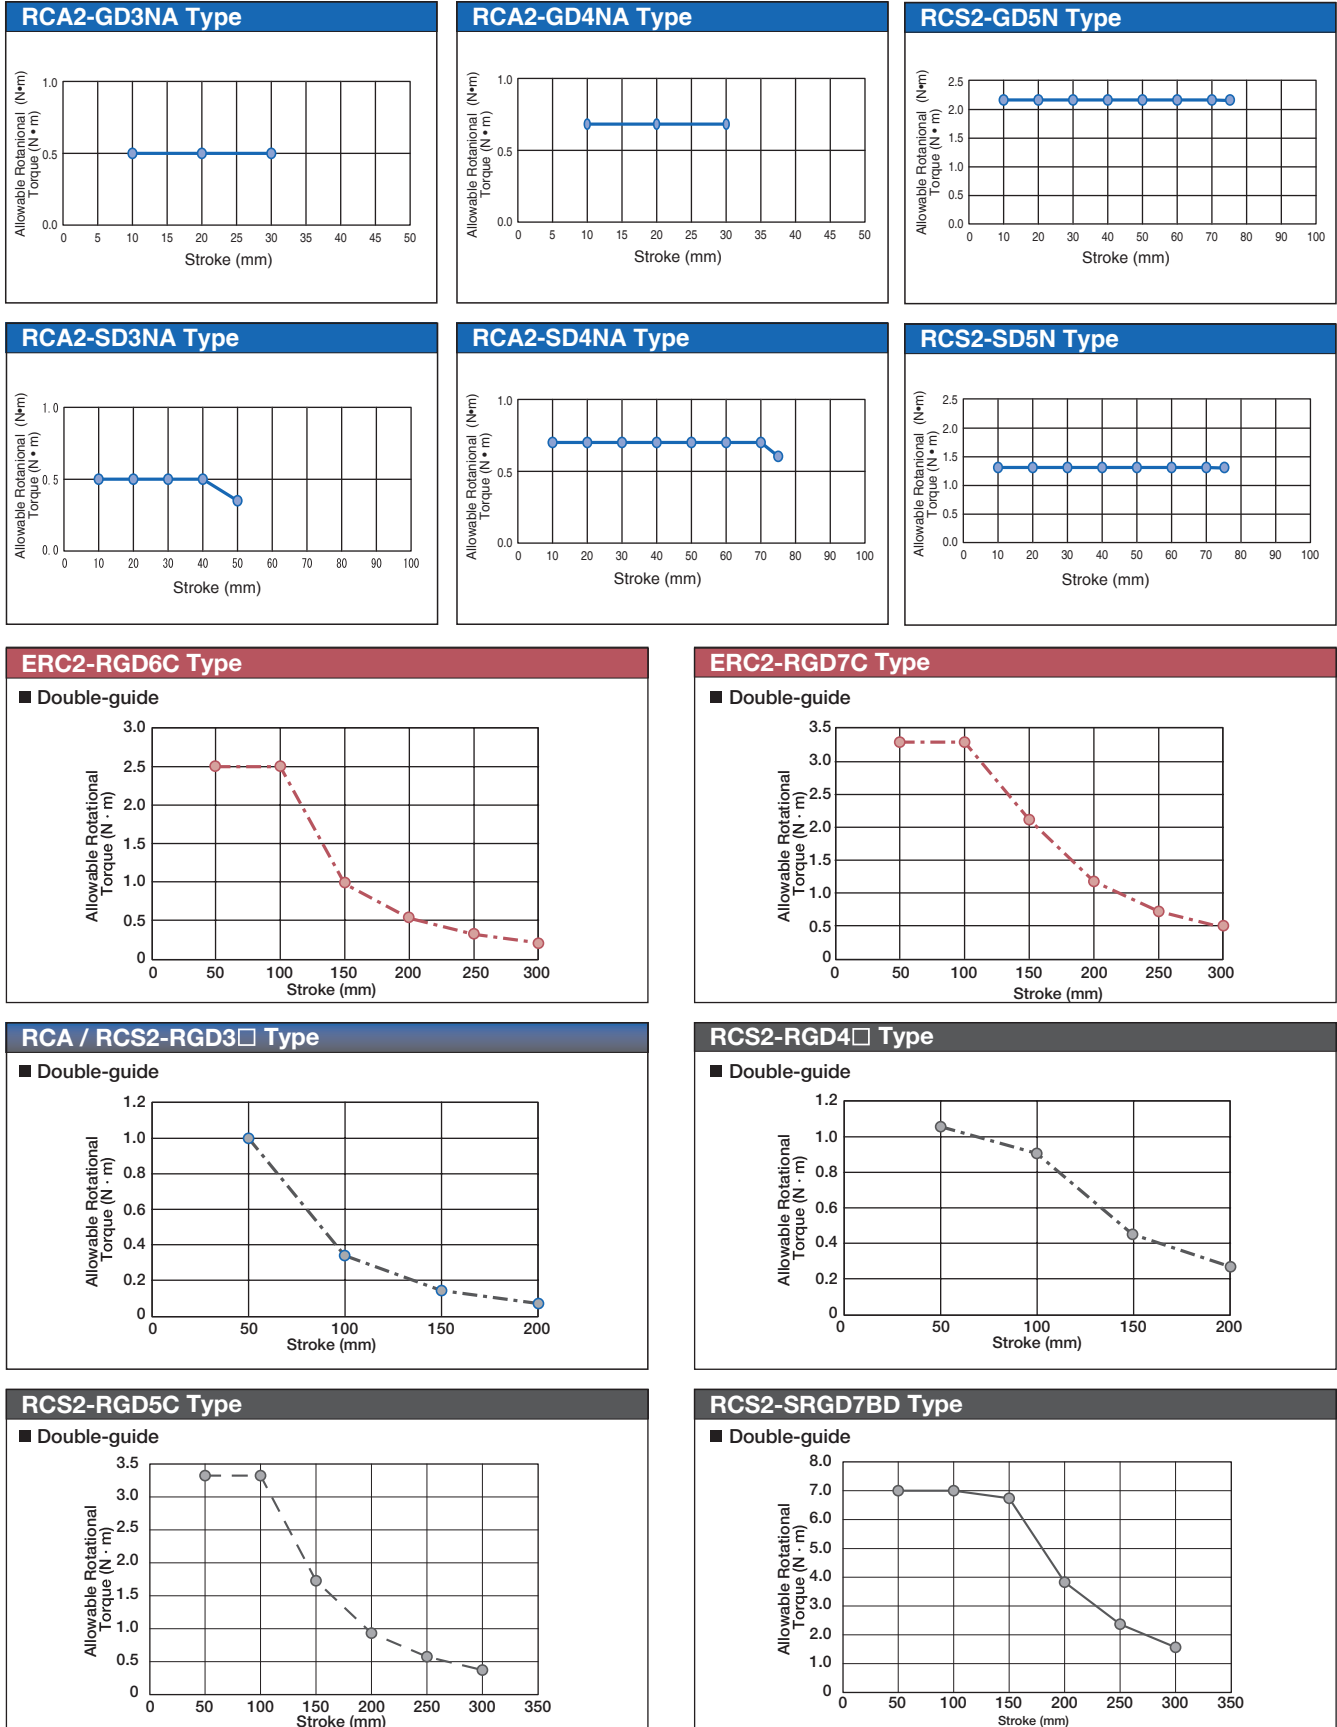 RCA2-GD3NA Type
Allowable Rotanional (N•m)
Torque (N • m)
1.0
0.5
0.0
0 5 10 15 20 25 30 35 40 45 50
Stroke (mm)
RCA2-GD4NA Type
Allowable Rotanional (N•m)
Torque (N • m)
1.0
0.5
0.0
0 5 10 15 20 25 30 35 40 45 50
Stroke (mm)
RCS2-GD5N Type
Allowable Rotanional (N•m)
Torque (N • m)
2.5
2.0
1.5
1.0
0.5
0.0
0 10 20 30 40 50 60 70 80 90 100
Stroke (mm)
RCA2-SD3NA Type
Allowable Rotanional (N•m)
Torque (N • m)
1.0
0.5
0.0
0 10 20 30 40 50 60 70 80 90 100
Stroke (mm)
RCA2-SD4NA Type
Allowable Rotanional (N•m)
Torque (N • m)
1.0
0.5
0.0
0 10 20 30 40 50 60 70 80 90 100
Stroke (mm)
RCS2-SD5N Type
Allowable Rotanional (N•m)
Torque (N • m)
2.5
2.0
1.5
1.0
0.5
0.0
0 10 20 30 40 50 60 70 80 90 100
Stroke (mm)
ERC2-RGD6C Type
■ Double-guide
Allowable Rotational
Torque (N · m)
3.0
2.5
2.0
1.5
1.0
0.5
0
0 50 100 150 200 250 300
Stroke (mm)
ERC2-RGD7C Type
■ Double-guide
Allowable Rotational
Torque (N · m)
3.5
3.0
2.5
2.0
1.5
1.0
0.5
0
0 50 100 150 200 250 300
Stroke (mm)
RCA / RCS2-RGD3□ Type
■ Double-guide
Allowable Rotational
Torque (N · m)
1.2
1.0
0.8
0.6
0.4
0.2
0
0 50 100 150 200
Stroke (mm)
RCS2-RGD4□ Type
■ Double-guide
Allowable Rotational
Torque (N · m)
1.2
1.0
0.8
0.6
0.4
0.2
0
0 50 100 150 200
Stroke (mm)
RCS2-RGD5C Type
■ Double-guide
Allowable Rotational
Torque (N · m)
3.5
3.0
2.5
2.0
1.5
1.0
0.5
0
0 50 100 150 200 250 300 350
Stroke (mm)
RCS2-SRGD7BD Type
■ Double-guide
Allowable Rotational
Torque (N · m)
8.0
7.0
6.0
5.0
4.0
3.0
2.0
1.0
0
0 50 100 150 200 250 300 350
Stroke (mm)